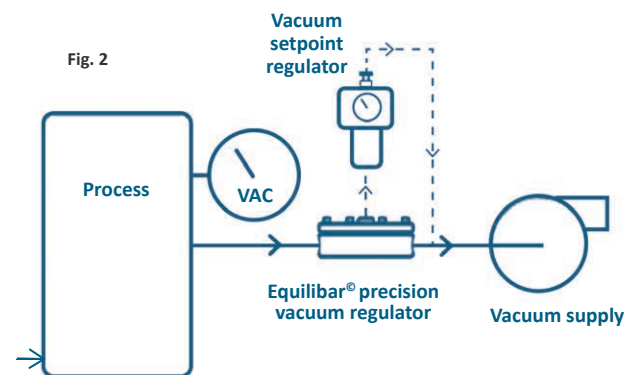 Fig. 2
Vacuum
setpoint
regulator
Process
VAC
Equilibar© precision
vacuum regulator
Vacuum supply